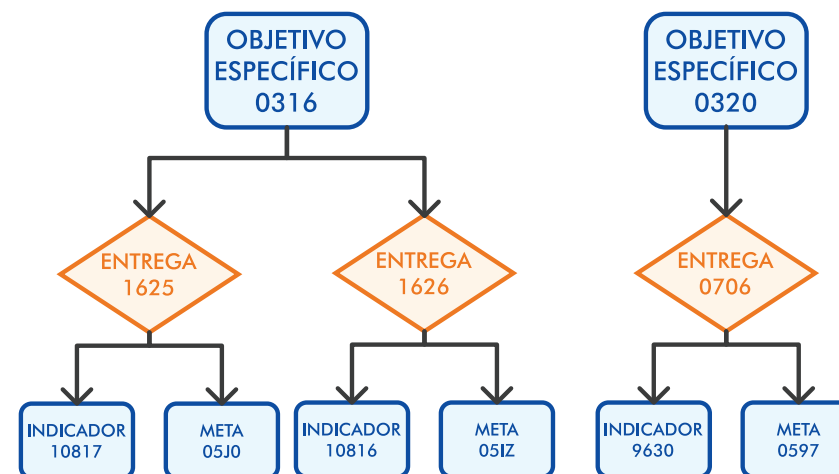 OBJETIVO
ESPECÍFICO
0316
OBJETIVO
ESPECÍFICO
0320
ENTREGA
1625
ENTREGA
1626
ENTREGA
0706
INDICADOR
10817
META
05J0
INDICADOR
10816
META
05IZ
INDICADOR
9630
META
0597